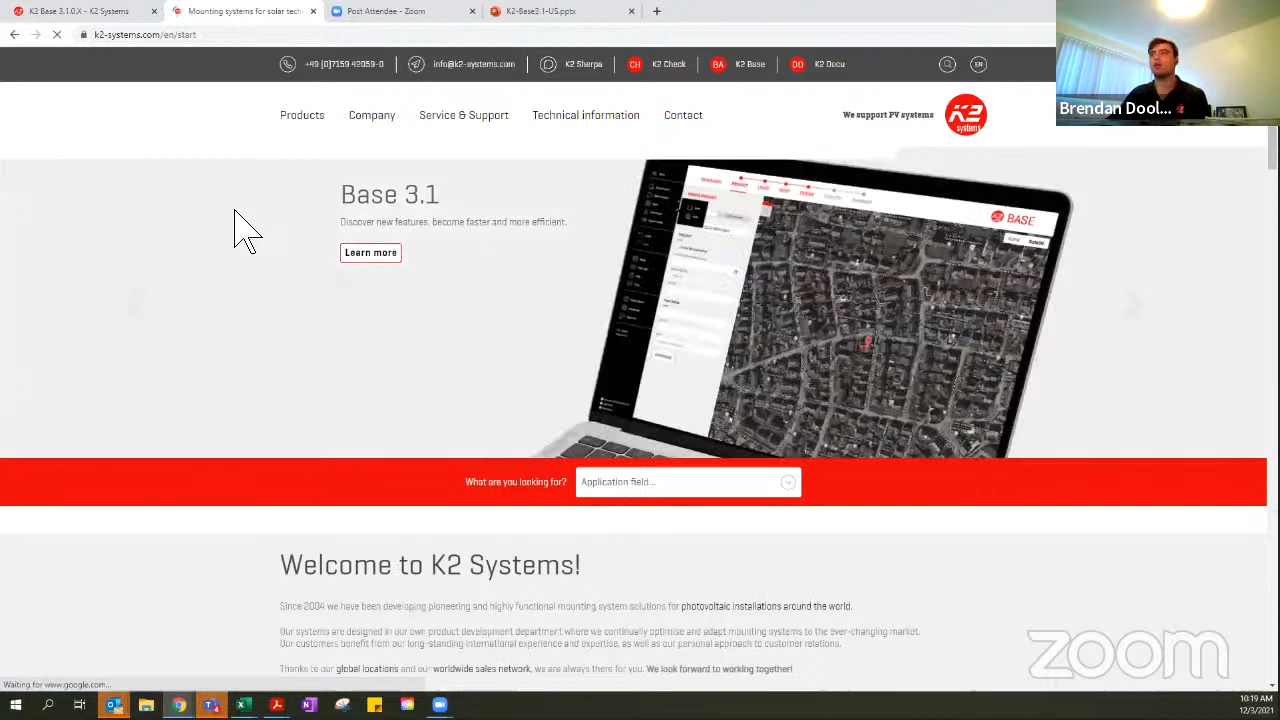 K2 Base 3.1.0.X - K2 Systems
Mounting systems for solar tech
Post Attendee - Zoom
K2-Base3.1-US.pptx
k2-systems.com/en/start
+49 (0)7159 42059-0
info@k2-systems.com
K2 Sherpa
CH K2 Check
BA K2 Base
DO K2 Docu
EN
Brendan Dool...
Products
Company
Service & Support
Technical information
Contact
We support PV systems
K2 systems
Base 3.1
Discover new features, become faster and more efficient.
Learn more
BASE
What are you looking for?
Application field...
Welcome to K2 Systems!
Since 2004 we have been developing pioneering and highly functional mounting system solutions for photovoltaic installations around the world.
Our systems are designed in our own product development department where we continually optimise and adapt mounting systems to the ever-changing market.
Our customers benefit from our long-standing international experience and expertise, as well as our personal approach to customer relations.
Thanks to our global locations and our worldwide sales network, we are always there for you. We look forward to working together!
zoom
Waiting for www.google.com...
10:19 AM
12/3/2021